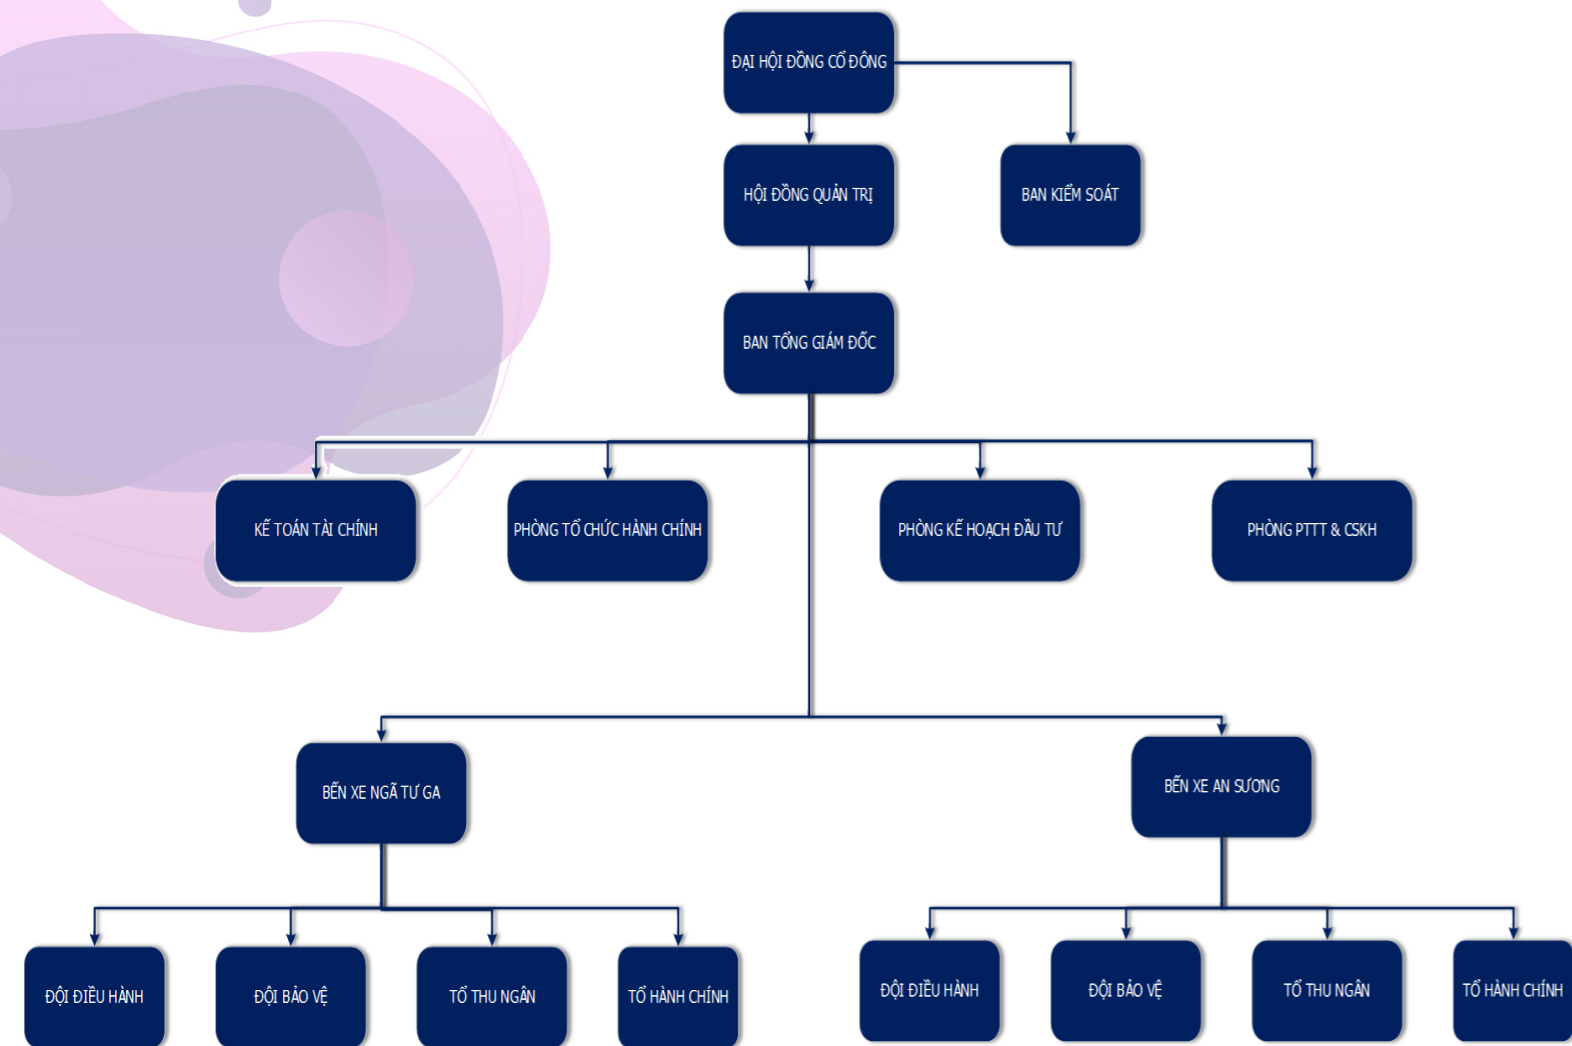 ĐẠI HỘI ĐỒNG CỔ ĐÔNG
HỘI ĐỒNG QUẢN TRỊ
BAN KIỂM SOÁT
BAN TỔNG GIÁM ĐỐC
KẾ TOÁN TÀI CHÍNH
PHÒNG TỔ CHỨC HÀNH CHÍNH
PHÒNG KẾ HOẠCH ĐẦU TƯ
PHÒNG PTTT & CSKH
BẾN XE NGÃ TƯ GA
BẾN XE AN SƯƠNG
ĐỘI ĐIỀU HÀNH
ĐỘI BẢO VỆ
TỔ THU NGÂN
TỔ HÀNH CHÍNH
ĐỘI ĐIỀU HÀNH
ĐỘI BẢO VỆ
TỔ THU NGÂN
TỔ HÀNH CHÍNH